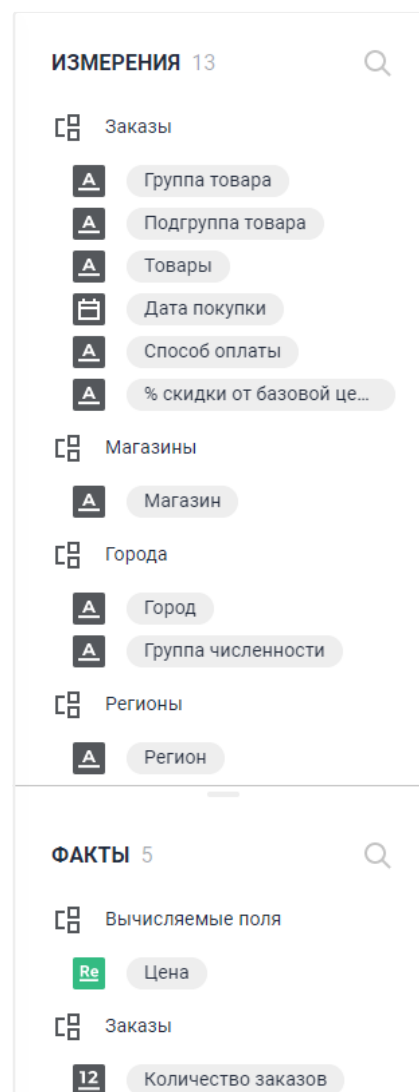 ИЗМЕРЕНИЯ 13
Заказы
A Группа товара
A Подгруппа товара
A Товары
Дата покупки
A Способ оплаты
A % скидки от базовой це...
Магазины
A Магазин
Города
A Город
A Группа численности
Регионы
A Регион
ФАКТЫ 5
Вычисляемые поля
Re Цена
Заказы
12 Количество заказов